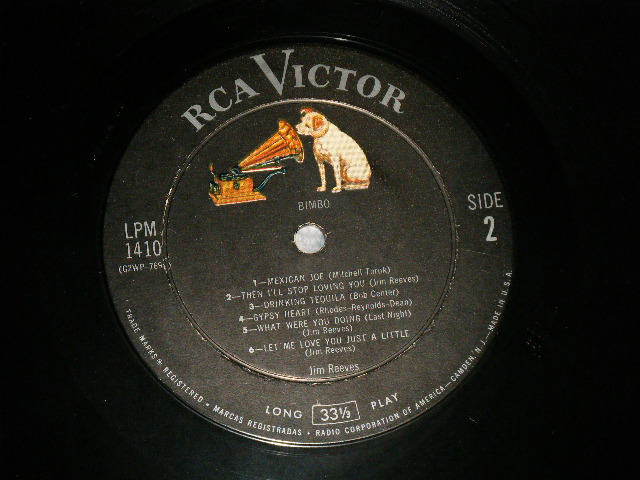 RCA VICTOR
BIMBO
LPM
1410
SIDE
2
1—MEXICAN JOE (Mitchell Torok)
2—THEN I'LL STOP LOVING YOU (Jim Reeves)
3—DRINKING TEQUILA (Bob Center)
4—GYPSY HEART (Rhodes-Reynolds-Dean)
5—WHAT WERE YOU DOING (Last Night)
(Jim Reeves)
6—LET ME LOVE YOU JUST A LITTLE
(Jim Reeves)
Jim Reeves
LONG 33⅓ PLAY
TRADE MARKS® REGISTERED • MARCAS REGISTRADAS • RADIO CORPORATION OF AMERICA—CAMDEN, N. J.—MADE IN U.S.A.